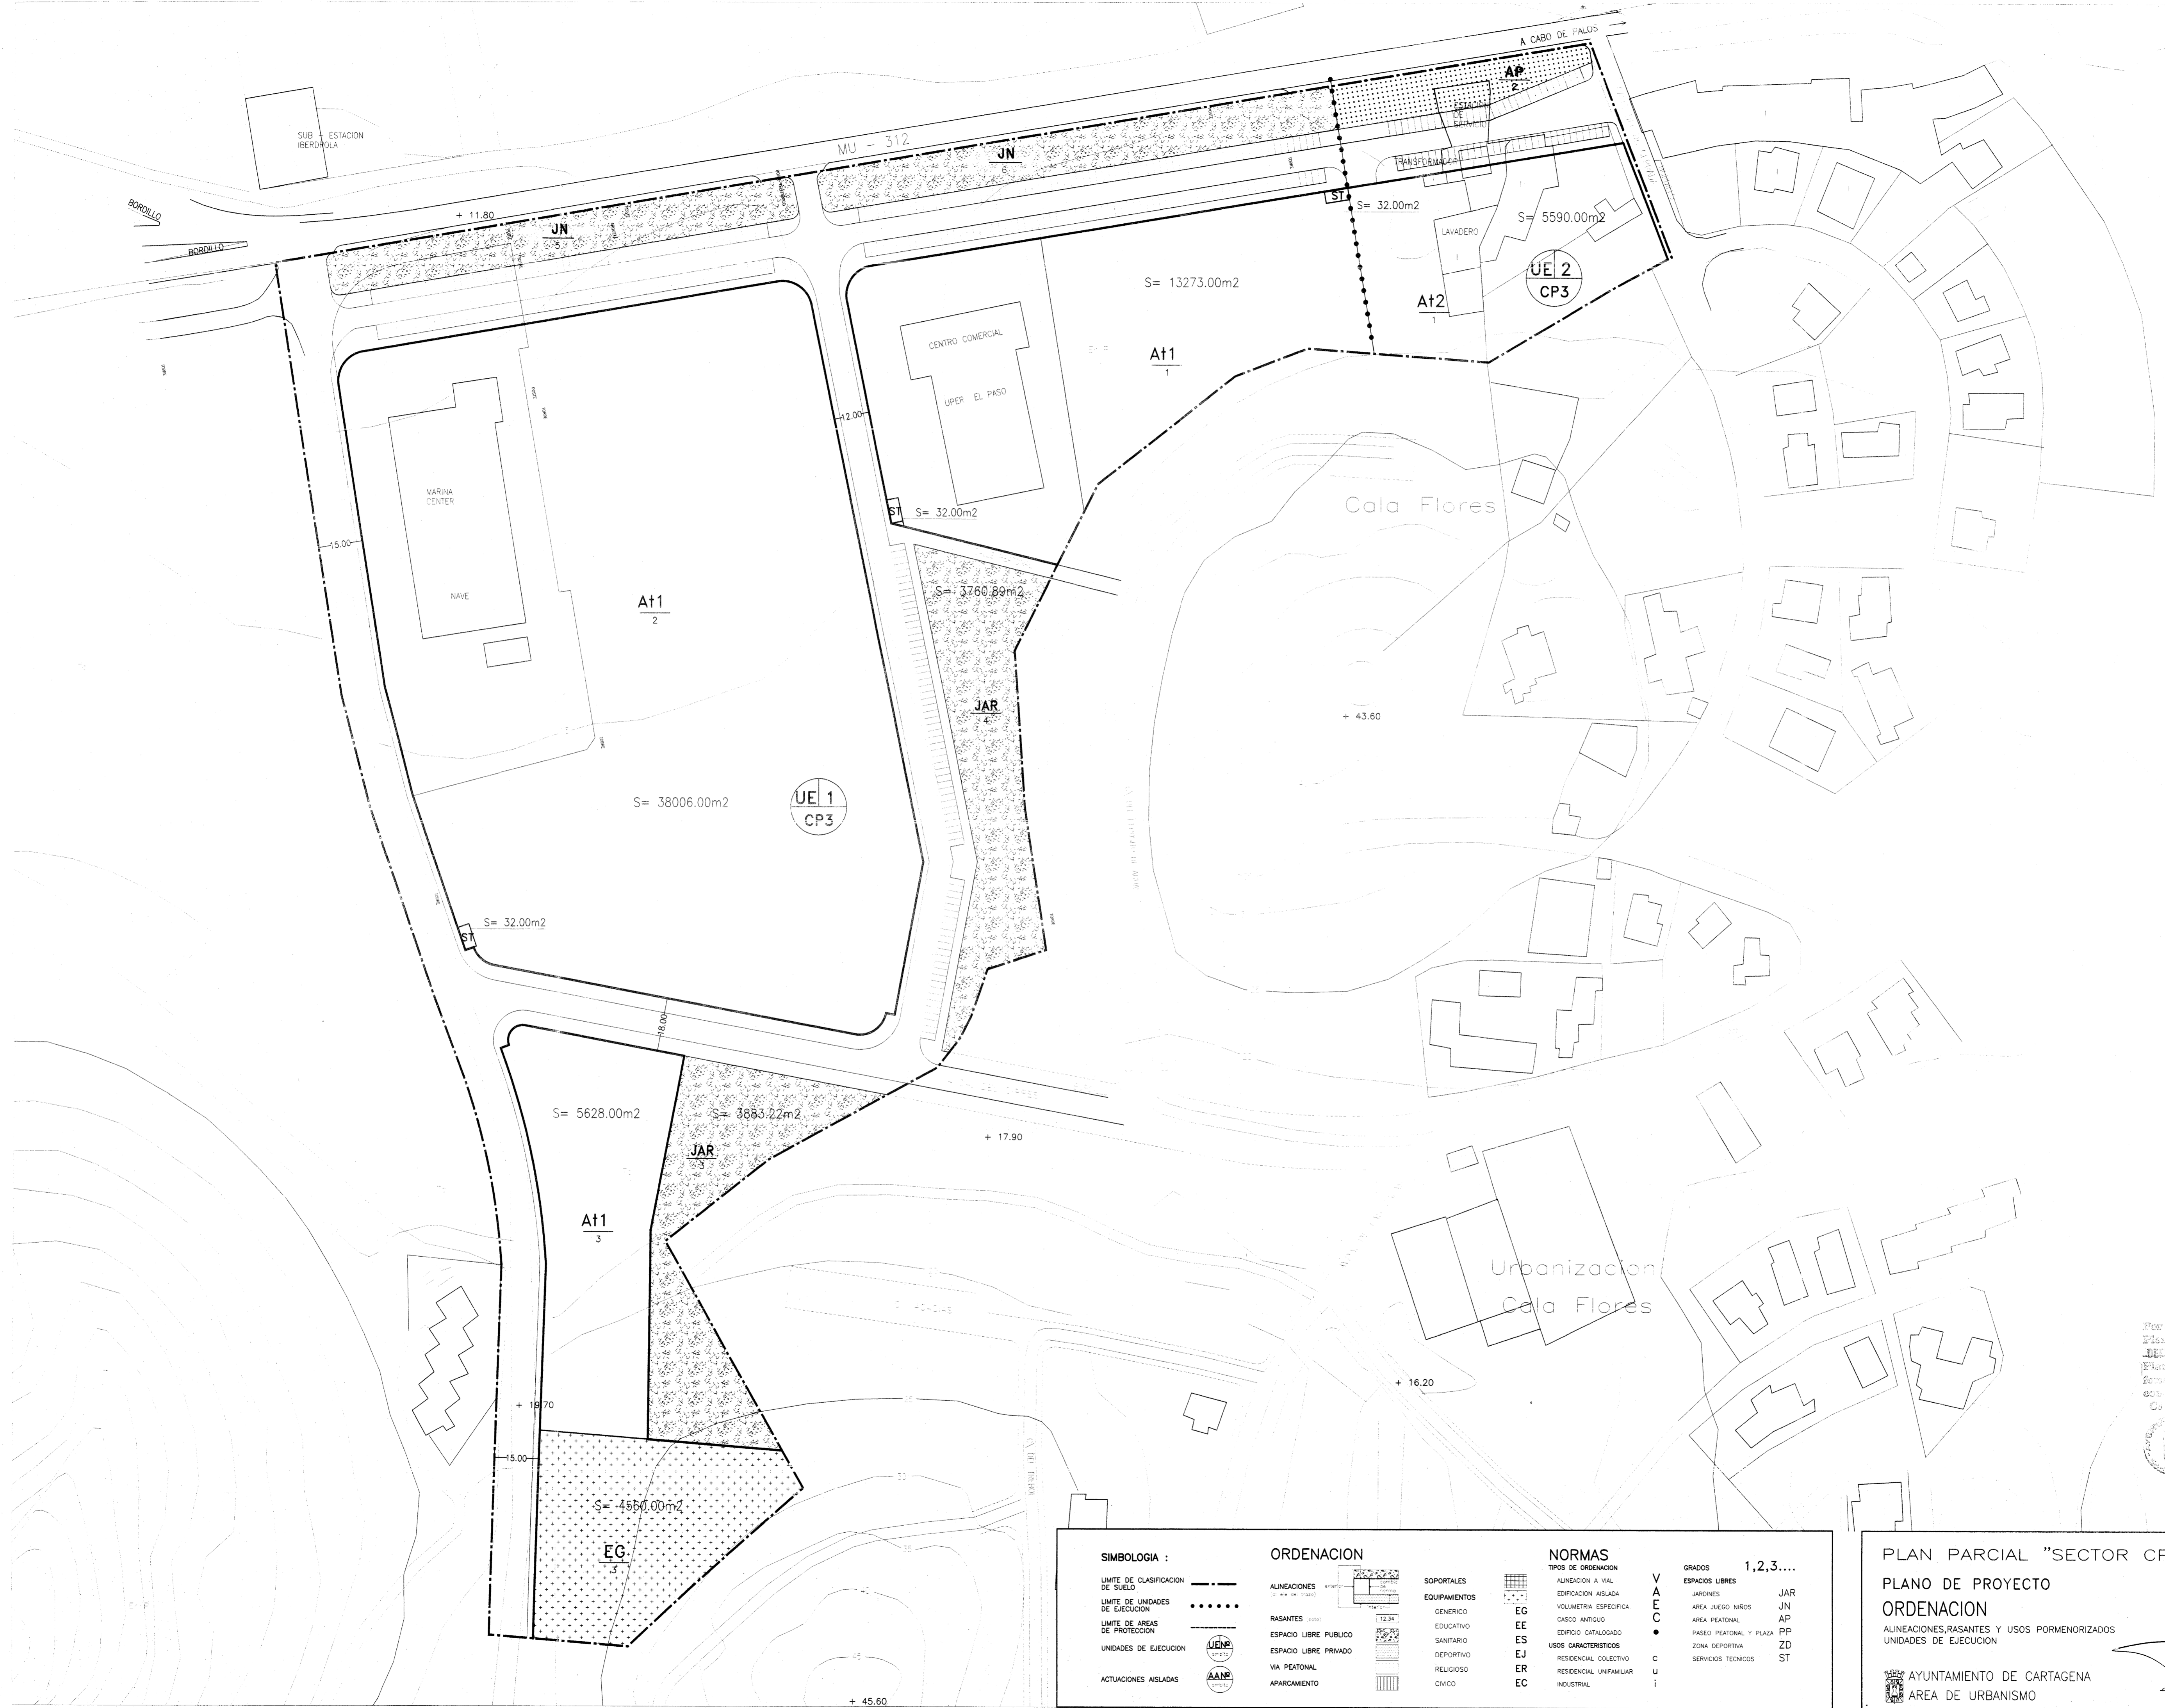 A CABO DE PALOS
AP
2
ESTACION
DE
SERVICIO
SUB - ESTACION
IBERDROLA
MU - 312
JN
6
TRANSFORMADOR
BORDILLO
BORDILLO
+ 11.80
JN
5
ST
S= 32.00m2
S= 5590.00m2
LAVADERO
UE 2
CP3
S= 13273.00m2
At2
1
CENTRO COMERCIAL
UPER EL PASO
At1
1
12.00
MARINA
CENTER
ST
S= 32.00m2
Cala Flores
15.00
NAVE
At1
2
S= 3760.89m2
JAR
4
+ 43.60
S= 38006.00m2
UE 1
CP3
S= 32.00m2
ST
18.00
S= 5628.00m2
S= 3883.22m2
+ 17.90
JAR
3
At1
3
Urbanizacion
Cala Flores
+ 16.20
+ 19.70
15.00
S= 4560.00m2
EG
3
+ 45.60
SIMBOLOGIA :
LIMITE DE CLASIFICACION
DE SUELO
LIMITE DE UNIDADES
DE EJECUCION
LIMITE DE AREAS
DE PROTECCION
UNIDADES DE EJECUCION
UENº
ACTUACIONES AISLADAS
AANº
ORDENACION
ALINEACIONES
RASANTES
12.34
ESPACIO LIBRE PUBLICO
ESPACIO LIBRE PRIVADO
VIA PEATONAL
APARCAMIENTO
SOPORTALES
EQUIPAMIENTOS
GENERICO EG
EDUCATIVO EE
SANITARIO ES
DEPORTIVO EJ
RELIGIOSO ER
CIVICO EC
NORMAS
TIPOS DE ORDENACION
ALINEACION A VIAL V
EDIFICACION AISLADA A
VOLUMETRIA ESPECIFICA E
CASCO ANTIGUO C
EDIFICIO CATALOGADO
USOS CARACTERISTICOS
RESIDENCIAL COLECTIVO c
RESIDENCIAL UNIFAMILIAR u
INDUSTRIAL i
GRADOS 1,2,3....
ESPACIOS LIBRES
JARDINES JAR
AREA JUEGO NIÑOS JN
AREA PEATONAL AP
PASEO PEATONAL Y PLAZA PP
ZONA DEPORTIVA ZD
SERVICIOS TECNICOS ST
PLAN PARCIAL "SECTOR
PLANO DE PROYECTO
ORDENACION
ALINEACIONES,RASANTES Y USOS PORMENORIZADOS
UNIDADES DE EJECUCION
AYUNTAMIENTO DE CARTAGENA
AREA DE URBANISMO